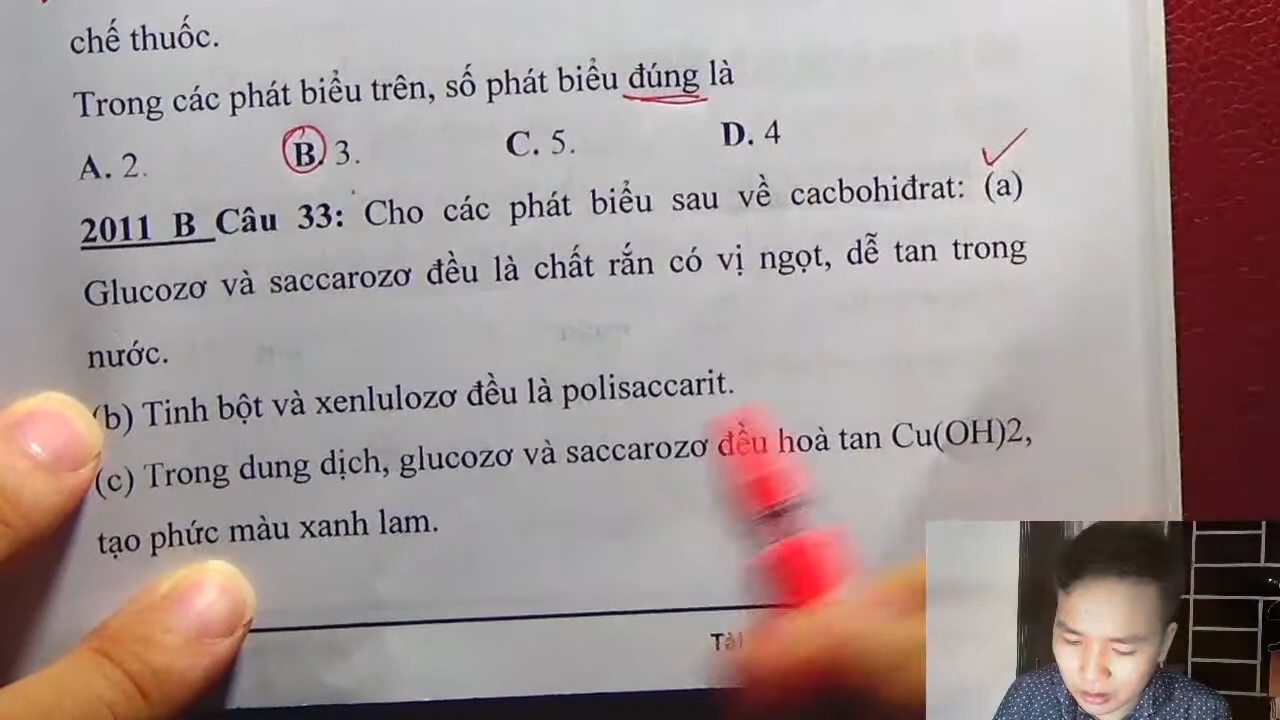 chế thuốc.
Trong các phát biểu trên, số phát biểu đúng là
A. 2. B. 3. C. 5. D. 4
2011 B Câu 33: Cho các phát biểu sau về cacbohiđrat: (a)
Glucozơ và saccarozơ đều là chất rắn có vị ngọt, dễ tan trong
nước.
(b) Tinh bột và xenlulozơ đều là polisaccarit.
(c) Trong dung dịch, glucozơ và saccarozơ đều hoà tan Cu(OH)2,
tạo phức màu xanh lam.